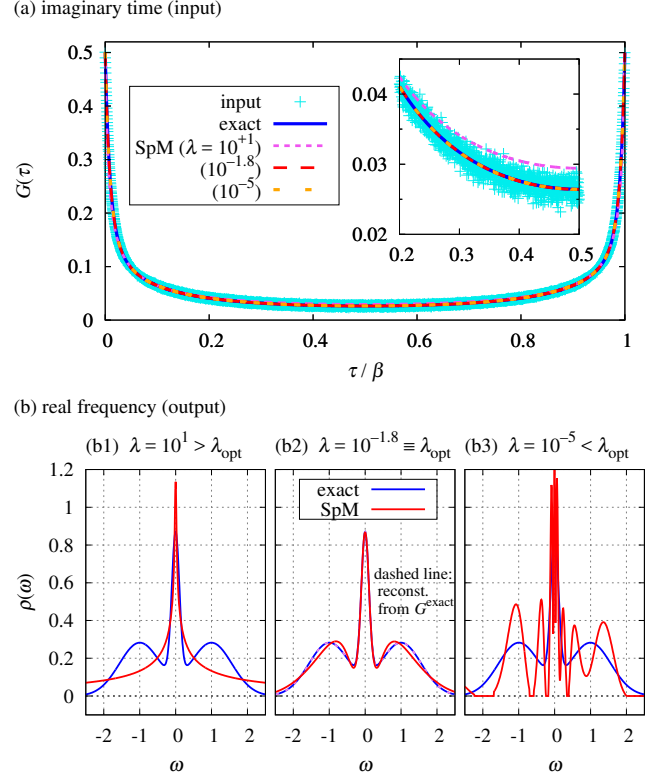 (a) imaginary time (input)
0.5
0.4
0.3
0.2
0.1
0
G(τ)
input
exact
SpM (λ = 10⁺¹)
(10⁻¹·⁸)
(10⁻⁵)
0.04
0.03
0.02
0.2 0.3 0.4 0.5
0 0.2 0.4 0.6 0.8 1
τ / β
(b) real frequency (output)
(b1) λ = 10¹ > λopt (b2) λ = 10⁻¹·⁸ ≡ λopt (b3) λ = 10⁻⁵ < λopt
1.2
1
0.8
0.6
0.4
0.2
0
ρ(ω)
exact
SpM
dashed line:
reconst.
from Gexact
-2 -1 0 1 2 -2 -1 0 1 2 -2 -1 0 1 2
ω ω ω